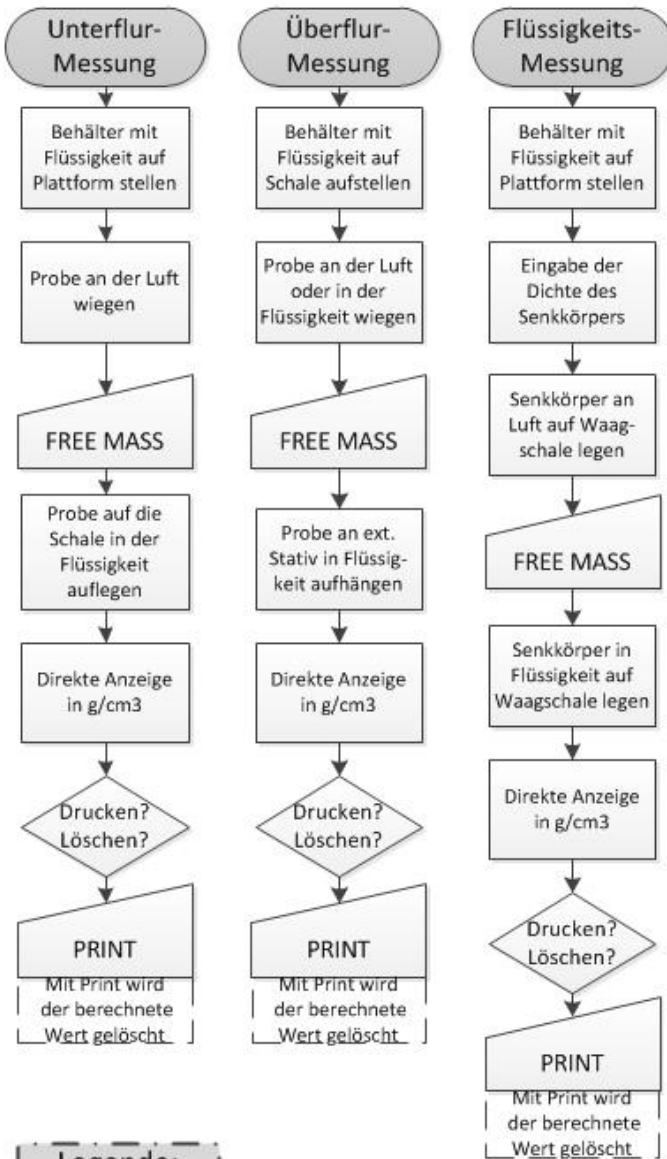 Unterflur-
Messung
Behälter mit
Flüssigkeit auf
Plattform stellen
Probe an der Luft
wiegen
FREE MASS
Probe auf die
Schale in der
Flüssigkeit
auflegen
Direkte Anzeige
in g/cm3
Drucken?
Löschen?
PRINT
Mit Print wird
der berechnete
Wert gelöscht
Überflur-
Messung
Behälter mit
Flüssigkeit auf
Schale aufstellen
Probe an der Luft
oder in der
Flüssigkeit wiegen
FREE MASS
Probe an ext.
Stativ in Flüssig-
keit aufhängen
Direkte Anzeige
in g/cm3
Drucken?
Löschen?
PRINT
Mit Print wird
der berechnete
Wert gelöscht
Flüssigkeits-
Messung
Behälter mit
Flüssigkeit auf
Plattform stellen
Eingabe der
Dichte des
Senkkörpers
Senkkörper an
Luft auf Waag-
schale legen
FREE MASS
Senkkörper in
Flüssigkeit auf
Waagschale legen
Direkte Anzeige
in g/cm3
Drucken?
Löschen?
PRINT
Mit Print wird
der berechnete
Wert gelöscht
Legende: